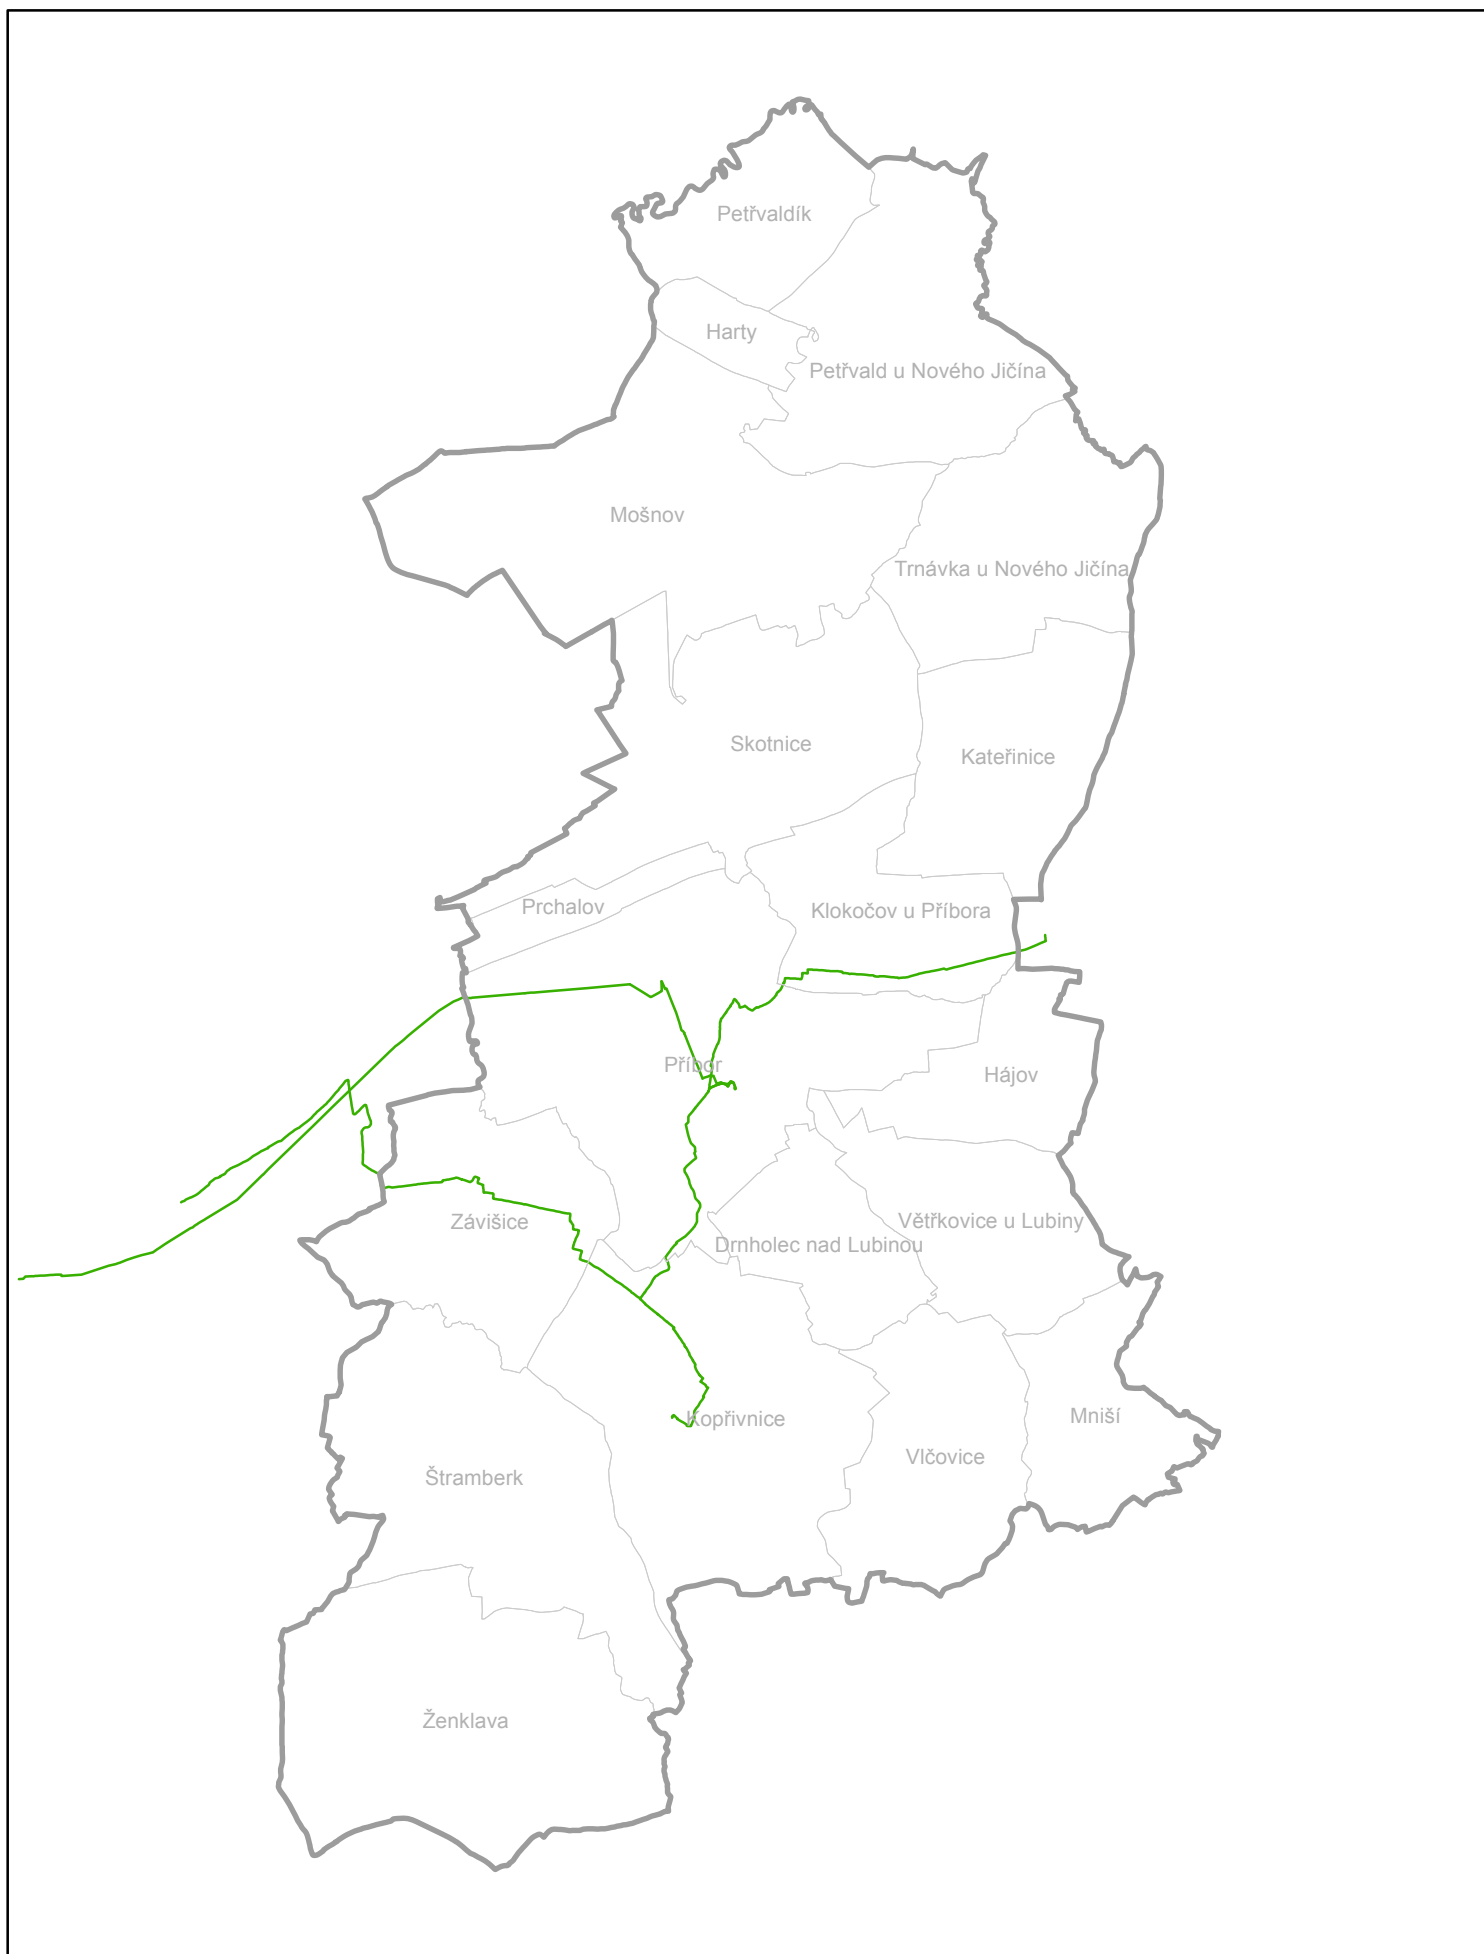 Petřvaldík
Harty
Petřvald u Nového Jičína
Mošnov
Trnávka u Nového Jičína
Skotnice
Kateřinice
Prchalov
Klokočov u Příbora
Příbor
Hájov
Závišice
Větřkovice u Lubiny
Drnholec nad Lubinou
Kopřivnice
Mniší
Vlčovice
Štramberk
Ženklava